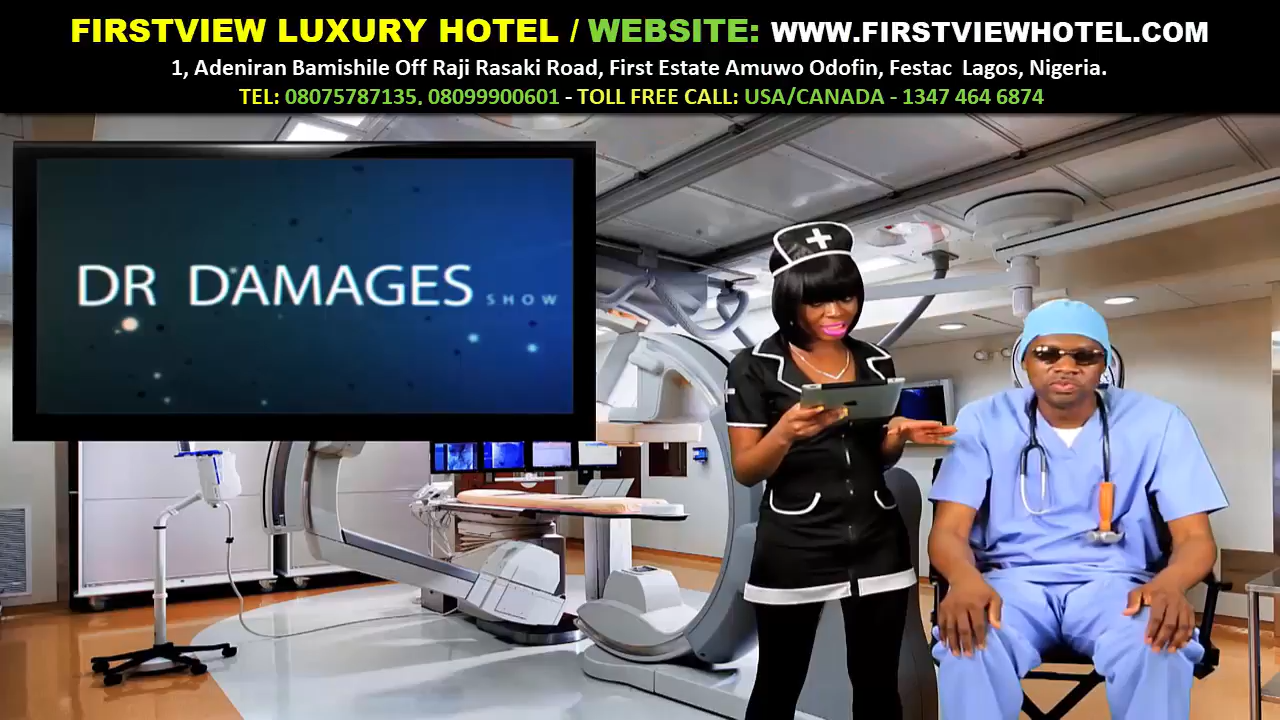 FIRSTVIEW LUXURY HOTEL / WEBSITE: WWW.FIRSTVIEWHOTEL.COM
1, Adeniran Bamishile Off Raji Rasaki Road, First Estate Amuwo Odofin, Festac Lagos, Nigeria.
TEL: 08075787135, 08099900601 - TOLL FREE CALL: USA/CANADA - 1347 464 6874
DR DAMAGES SHOW